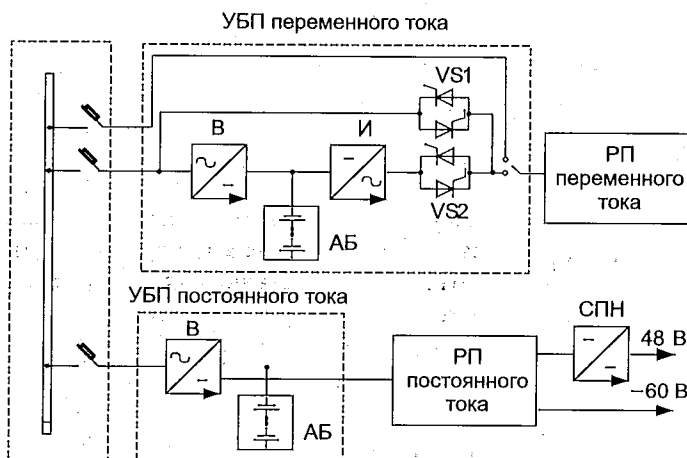 УБП переменного тока
VS1
В
И
VS2
АБ
РП
переменного
тока
УБП постоянного тока
В
АБ
РП
постоянного
тока
СПН
48 В
–60 В